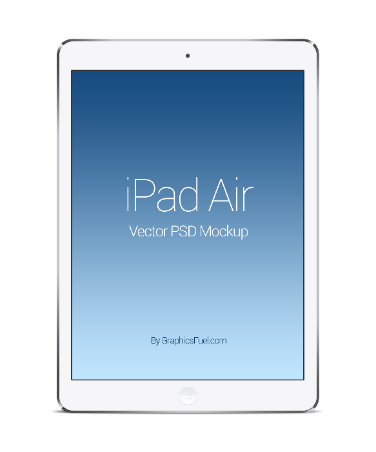 iPad Air
Vector PSD Mockup
By GraphicsFuel.com